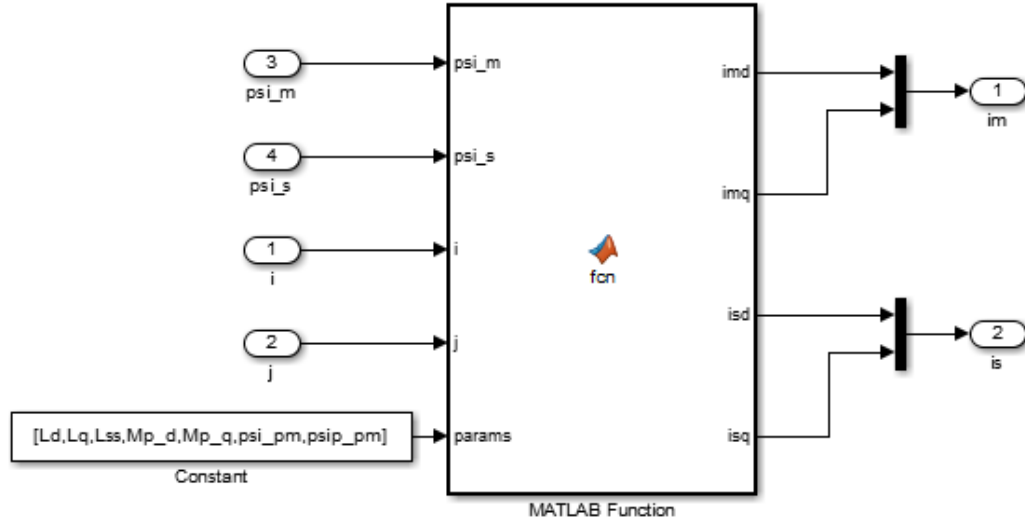 3
psi_m
psi_m
imd
1
im
4
psi_s
psi_s
imq
1
i
i
fcn
2
j
j
isd
2
is
[Ld,Lq,Lss,Mp_d,Mp_q,psi_pm,psip_pm]
Constant
params
isq
MATLAB Function